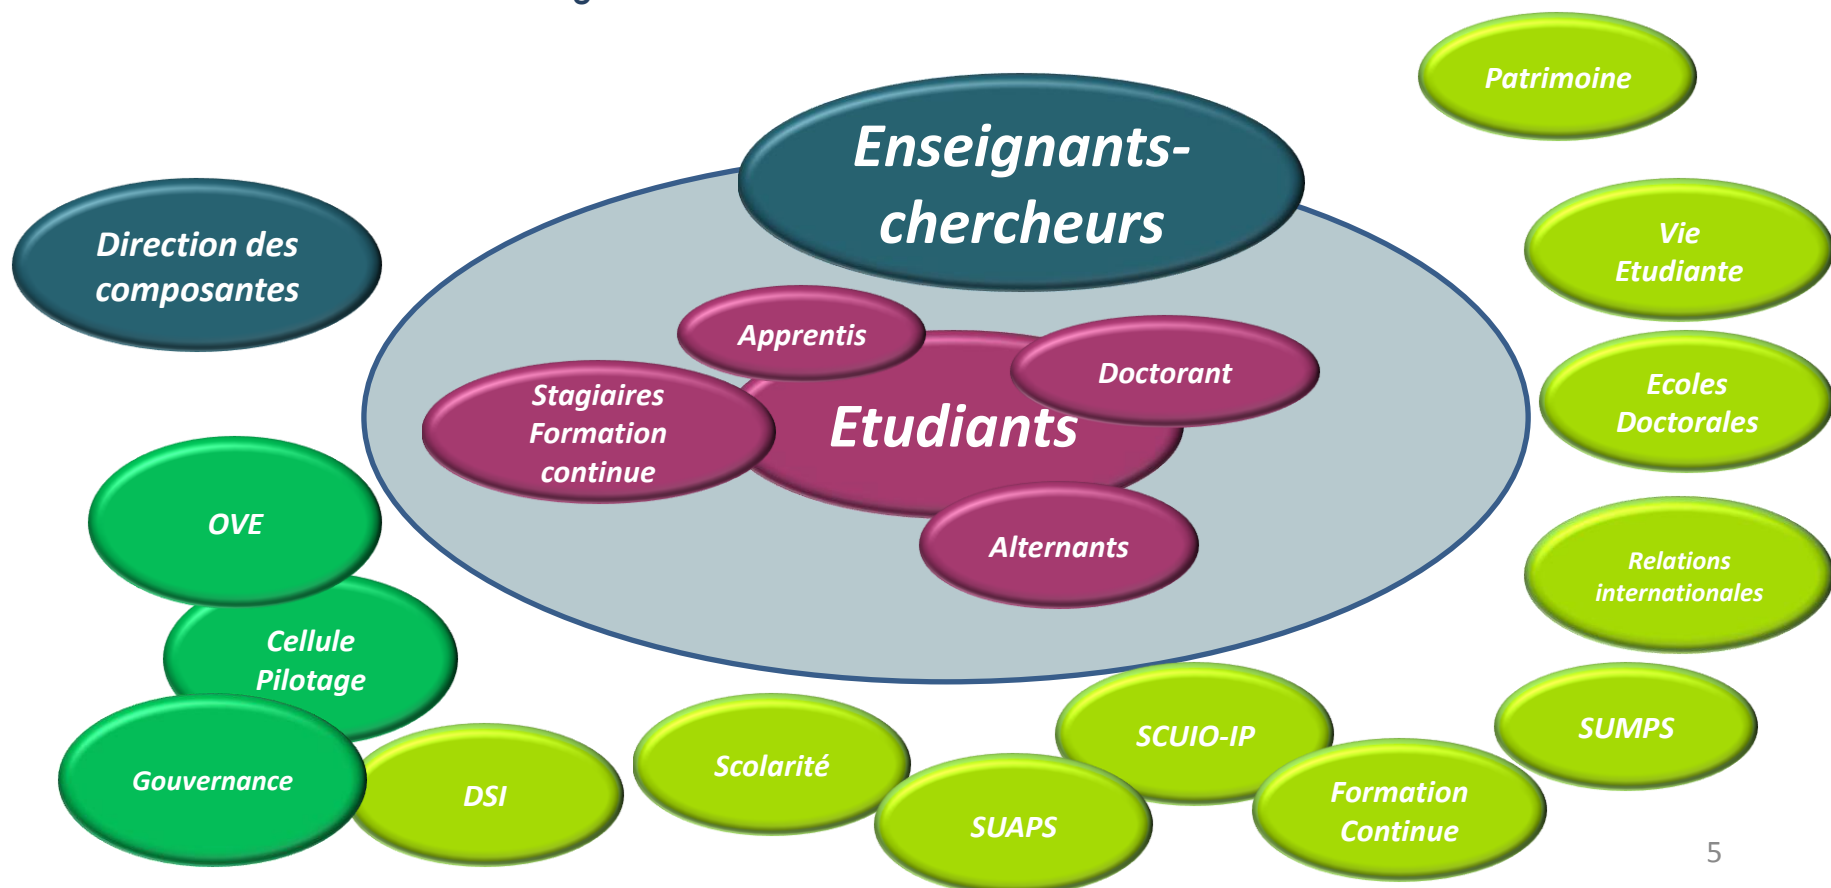 Patrimoine
Enseignants-
chercheurs
Direction des
composantes
Vie
Etudiante
Apprentis
Doctorant
Stagiaires
Formation
continue
Etudiants
Ecoles
Doctorales
OVE
Alternants
Relations
internationales
Cellule
Pilotage
Gouvernance
DSI
Scolarité
SUAPS
SCUIO-IP
Formation
Continue
SUMPS
5